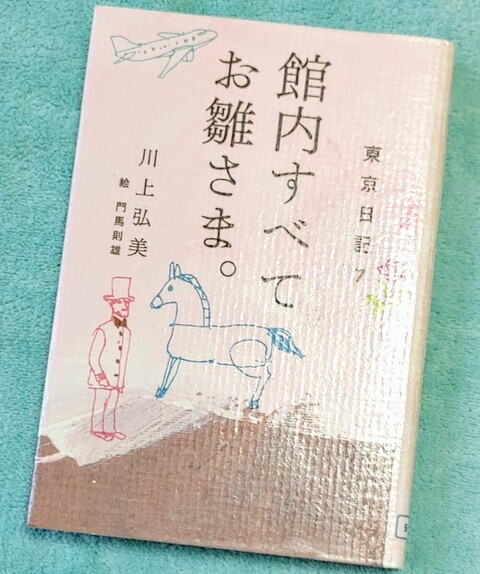 東京日記7
館内すべて
お雛さま。
川上弘美
絵 門馬則雄